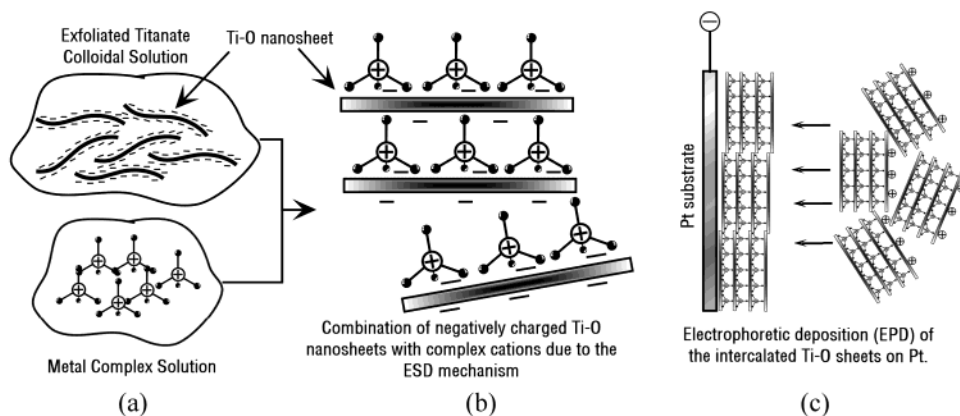 Exfoliated Titanate
Colloidal Solution
Ti-O nanosheet
Metal Complex Solution
(a)
Combination of negatively charged Ti-O
nanosheets with complex cations due to the
ESD mechanism
(b)
Pt substrate
Electrophoretic deposition (EPD) of
the intercalated Ti-O sheets on Pt.
(c)